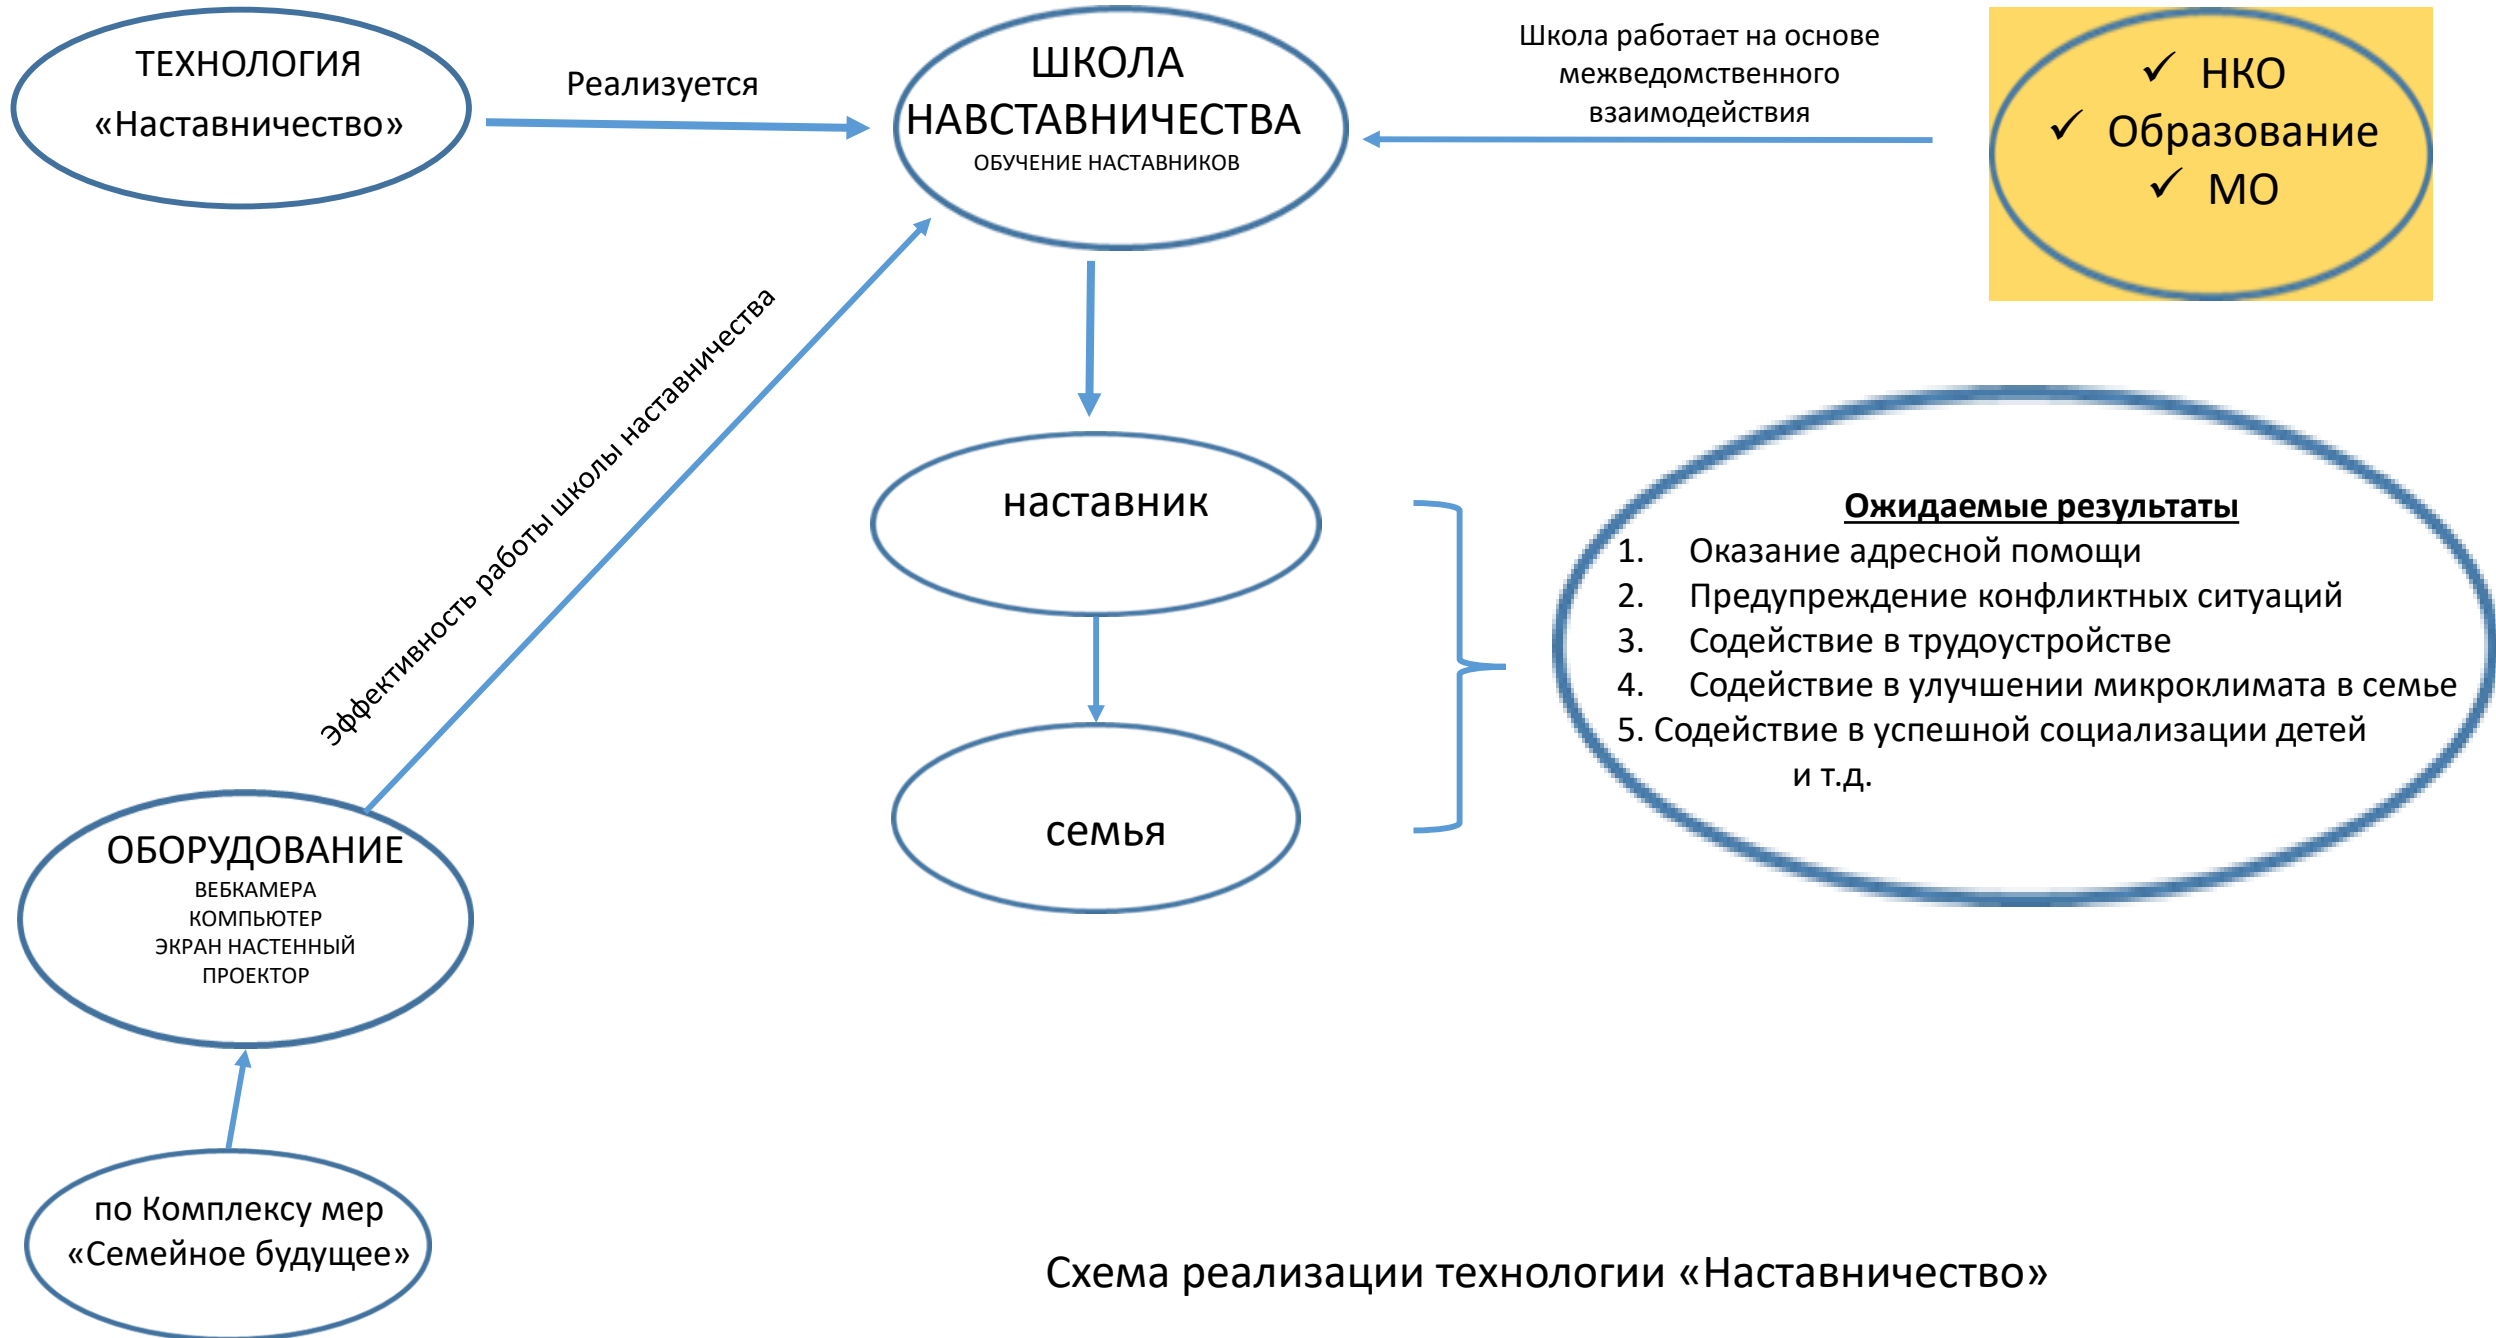 ТЕХНОЛОГИЯ
«Наставничество»
Реализуется
ШКОЛА
НАВСТАВНИЧЕСТВА
ОБУЧЕНИЕ НАСТАВНИКОВ
Школа работает на основе
межведомственного
взаимодействия
✓ НКО
✓ Образование
✓ МО
Эффективность работы школы наставничества
наставник
семья
Ожидаемые результаты
1. Оказание адресной помощи
2. Предупреждение конфликтных ситуаций
3. Содействие в трудоустройстве
4. Содействие в улучшении микроклимата в семье
5. Содействие в успешной социализации детей
и т.д.
ОБОРУДОВАНИЕ
ВЕБКАМЕРА
КОМПЬЮТЕР
ЭКРАН НАСТЕННЫЙ
ПРОЕКТОР
по Комплексу мер
«Семейное будущее»
Схема реализации технологии «Наставничество»